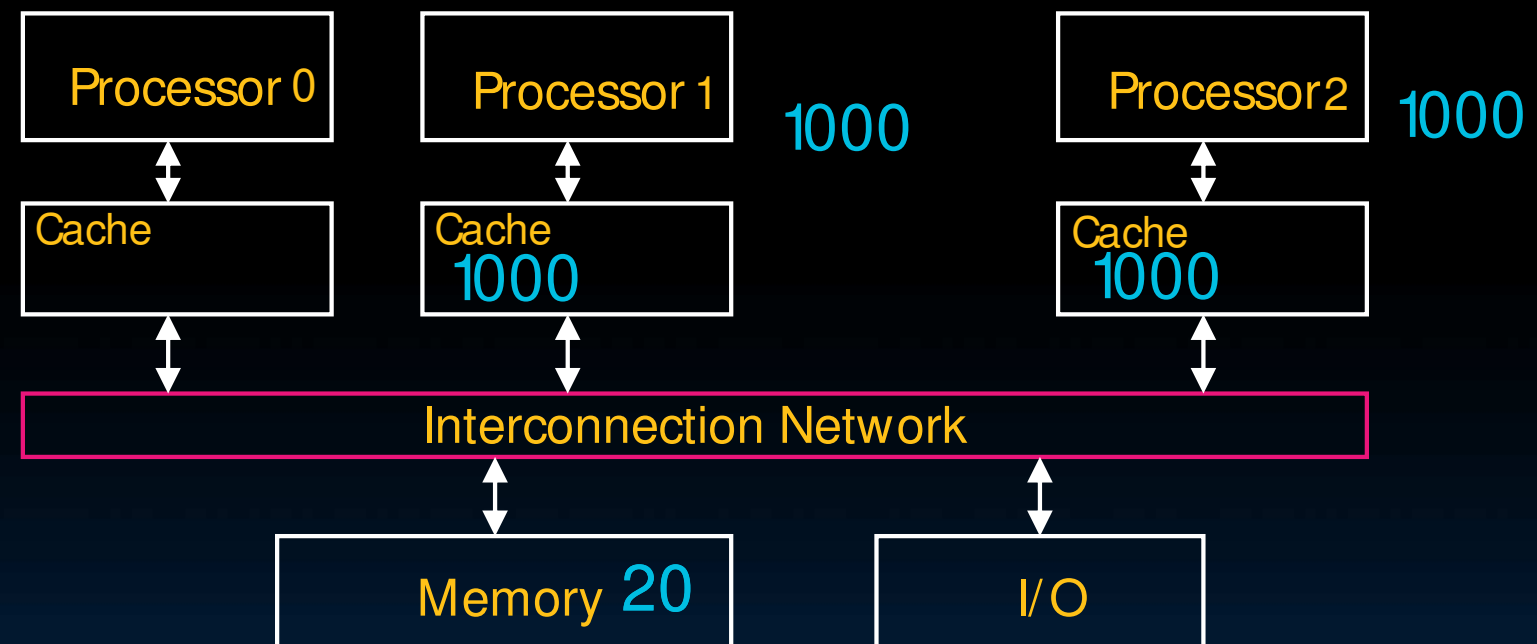 Processor 0
Processor 1
1000
Processor 2
1000
Cache
Cache
1000
Cache
1000
Interconnection Network
Memory 20
I/O